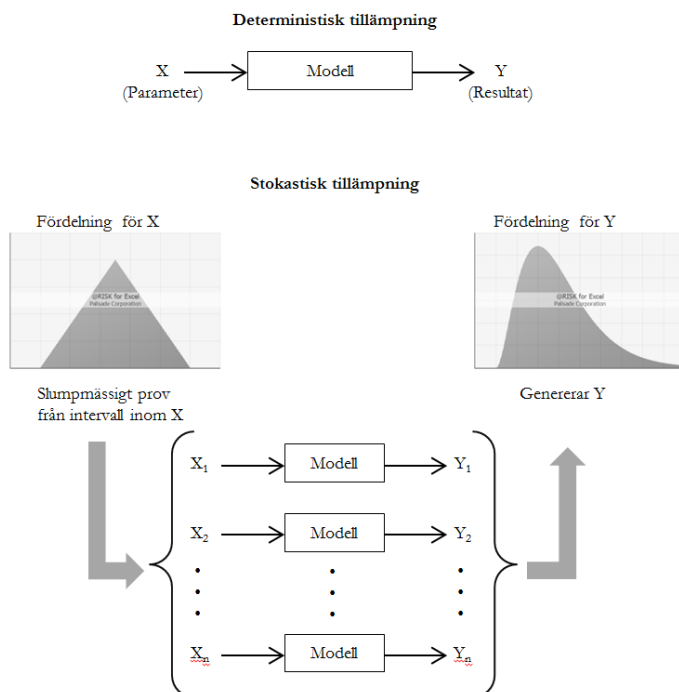 Deterministisk tillämpning
X Modell Y
(Parameter) (Resultat)
Stokastisk tillämpning
Fördelning för X Fördelning för Y
@RISK for Excel @RISK for Excel
Palisade Corporation Palisade Corporation
Slumpmässigt prov Genererar Y
från intervall inom X
X1 Modell Y1
X2 Modell Y2
Xn Modell Yn